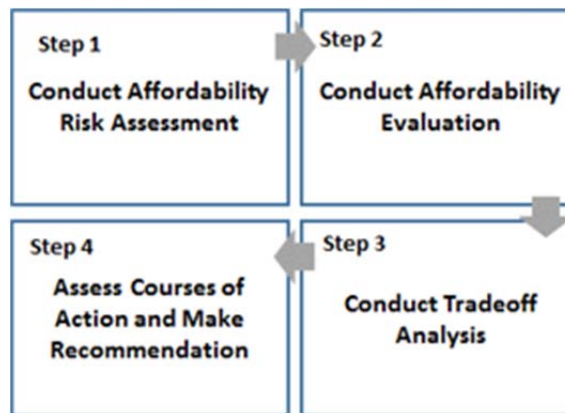 Step 1
Conduct Affordability
Risk Assessment
Step 2
Conduct Affordability
Evaluation
Step 3
Conduct Tradeoff
Analysis
Step 4
Assess Courses of
Action and Make
Recommendation